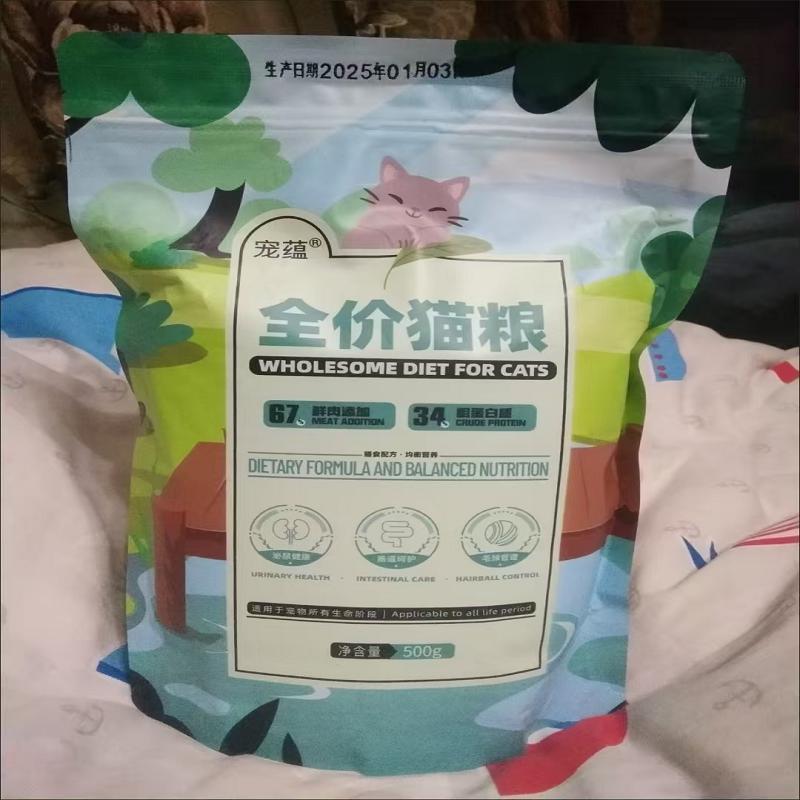 生产日期2025年01月03日
宠蕴®
全价猫粮
WHOLESOME DIET FOR CATS
67% 鲜肉添加 MEAT ADDITION
34% 粗蛋白质 CRUDE PROTEIN
膳食配方·均衡营养
DIETARY FORMULA AND BALANCED NUTRITION
泌尿健康 肠道呵护 毛球管理
URINARY HEALTH · INTESTINAL CARE · HAIRBALL CONTROL
适用于宠物所有生命阶段 | Applicable to all life period
净含量 500g